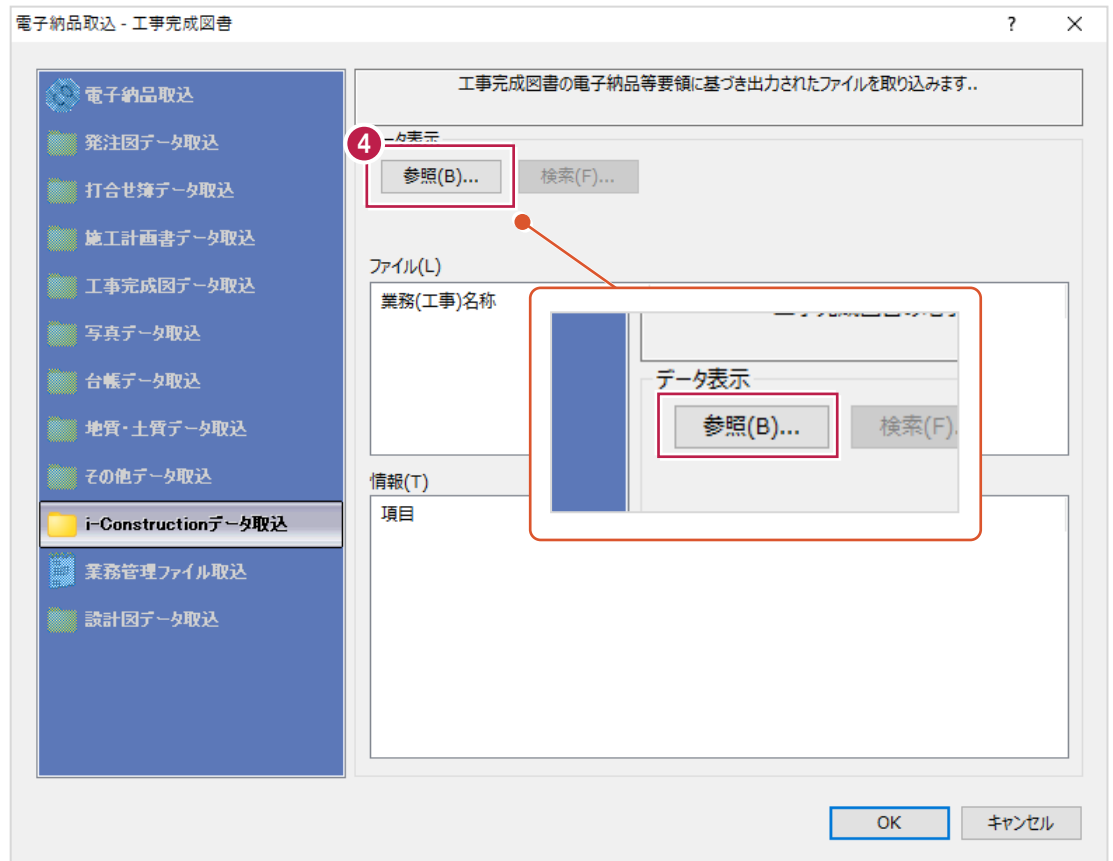 電子納品取込 - 工事完成図書
?
電子納品取込
発注図データ取込
打合せ簿データ取込
施工計画書データ取込
工事完成図データ取込
写真データ取込
台帳データ取込
地質・土質データ取込
その他データ取込
i-Constructionデータ取込
業務管理ファイル取込
設計図データ取込
工事完成図書の電子納品等要領に基づき出力されたファイルを取り込みます..
4
データ表示
参照(B)...
検索(F)...
ファイル(L)
業務(工事)名称
データ表示
参照(B)...
検索(F)
情報(T)
項目
OK
キャンセル